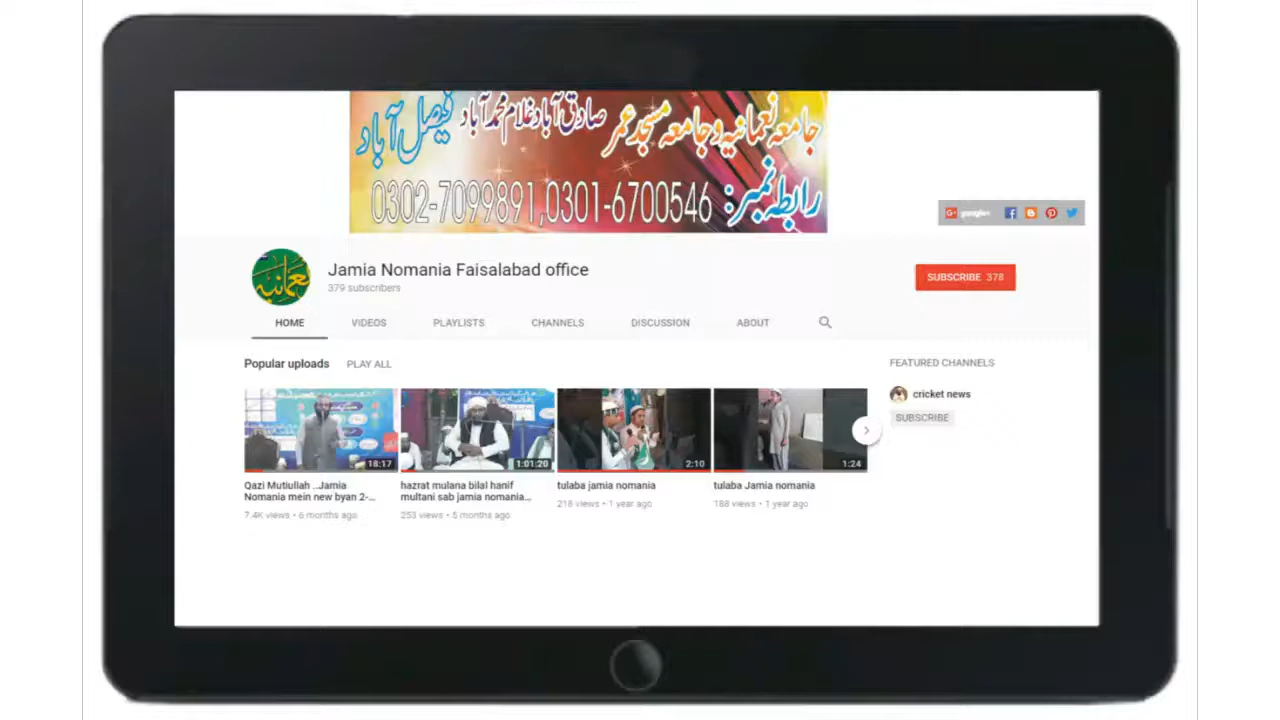 جامعہ نعمانیہ وجامعہ مسجد عمر صادق آباد غلام محمد آباد فیصل آباد
رابطہ نمبر: 0302-7099891,0301-6700546
نعمانیہ
Jamia Nomania Faisalabad office
379 subscribers
SUBSCRIBE 378
HOME VIDEOS PLAYLISTS CHANNELS DISCUSSION ABOUT
Popular uploads PLAY ALL
18:17
1:01:20
2:10
1:24
Qazi Mutiullah ..Jamia
Nomania mein new byan 2-...
7.4K views • 6 months ago
hazrat mulana bilal hanif
multani sab jamia nomania...
253 views • 5 months ago
tulaba jamia nomania
218 views • 1 year ago
tulaba Jamia nomania
188 views • 1 year ago
FEATURED CHANNELS
cricket news
SUBSCRIBE